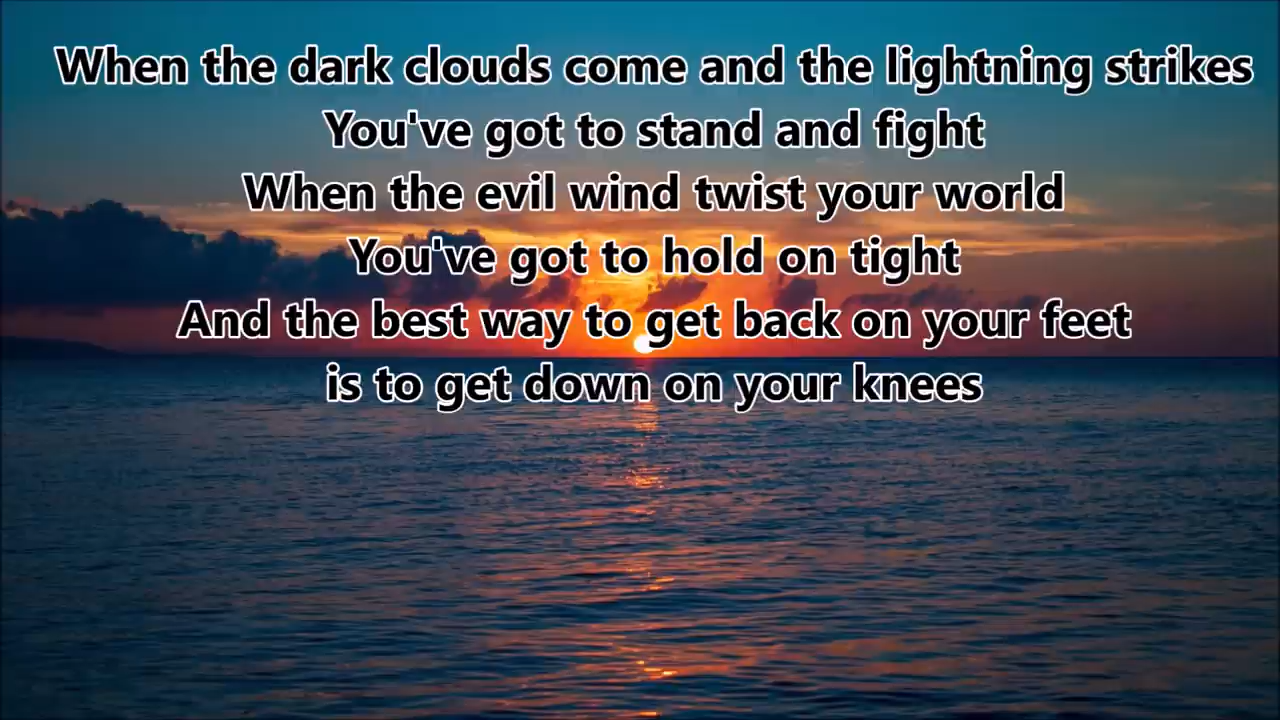 When the dark clouds come and the lightning strikes
You've got to stand and fight
When the evil wind twist your world
You've got to hold on tight
And the best way to get back on your feet
is to get down on your knees